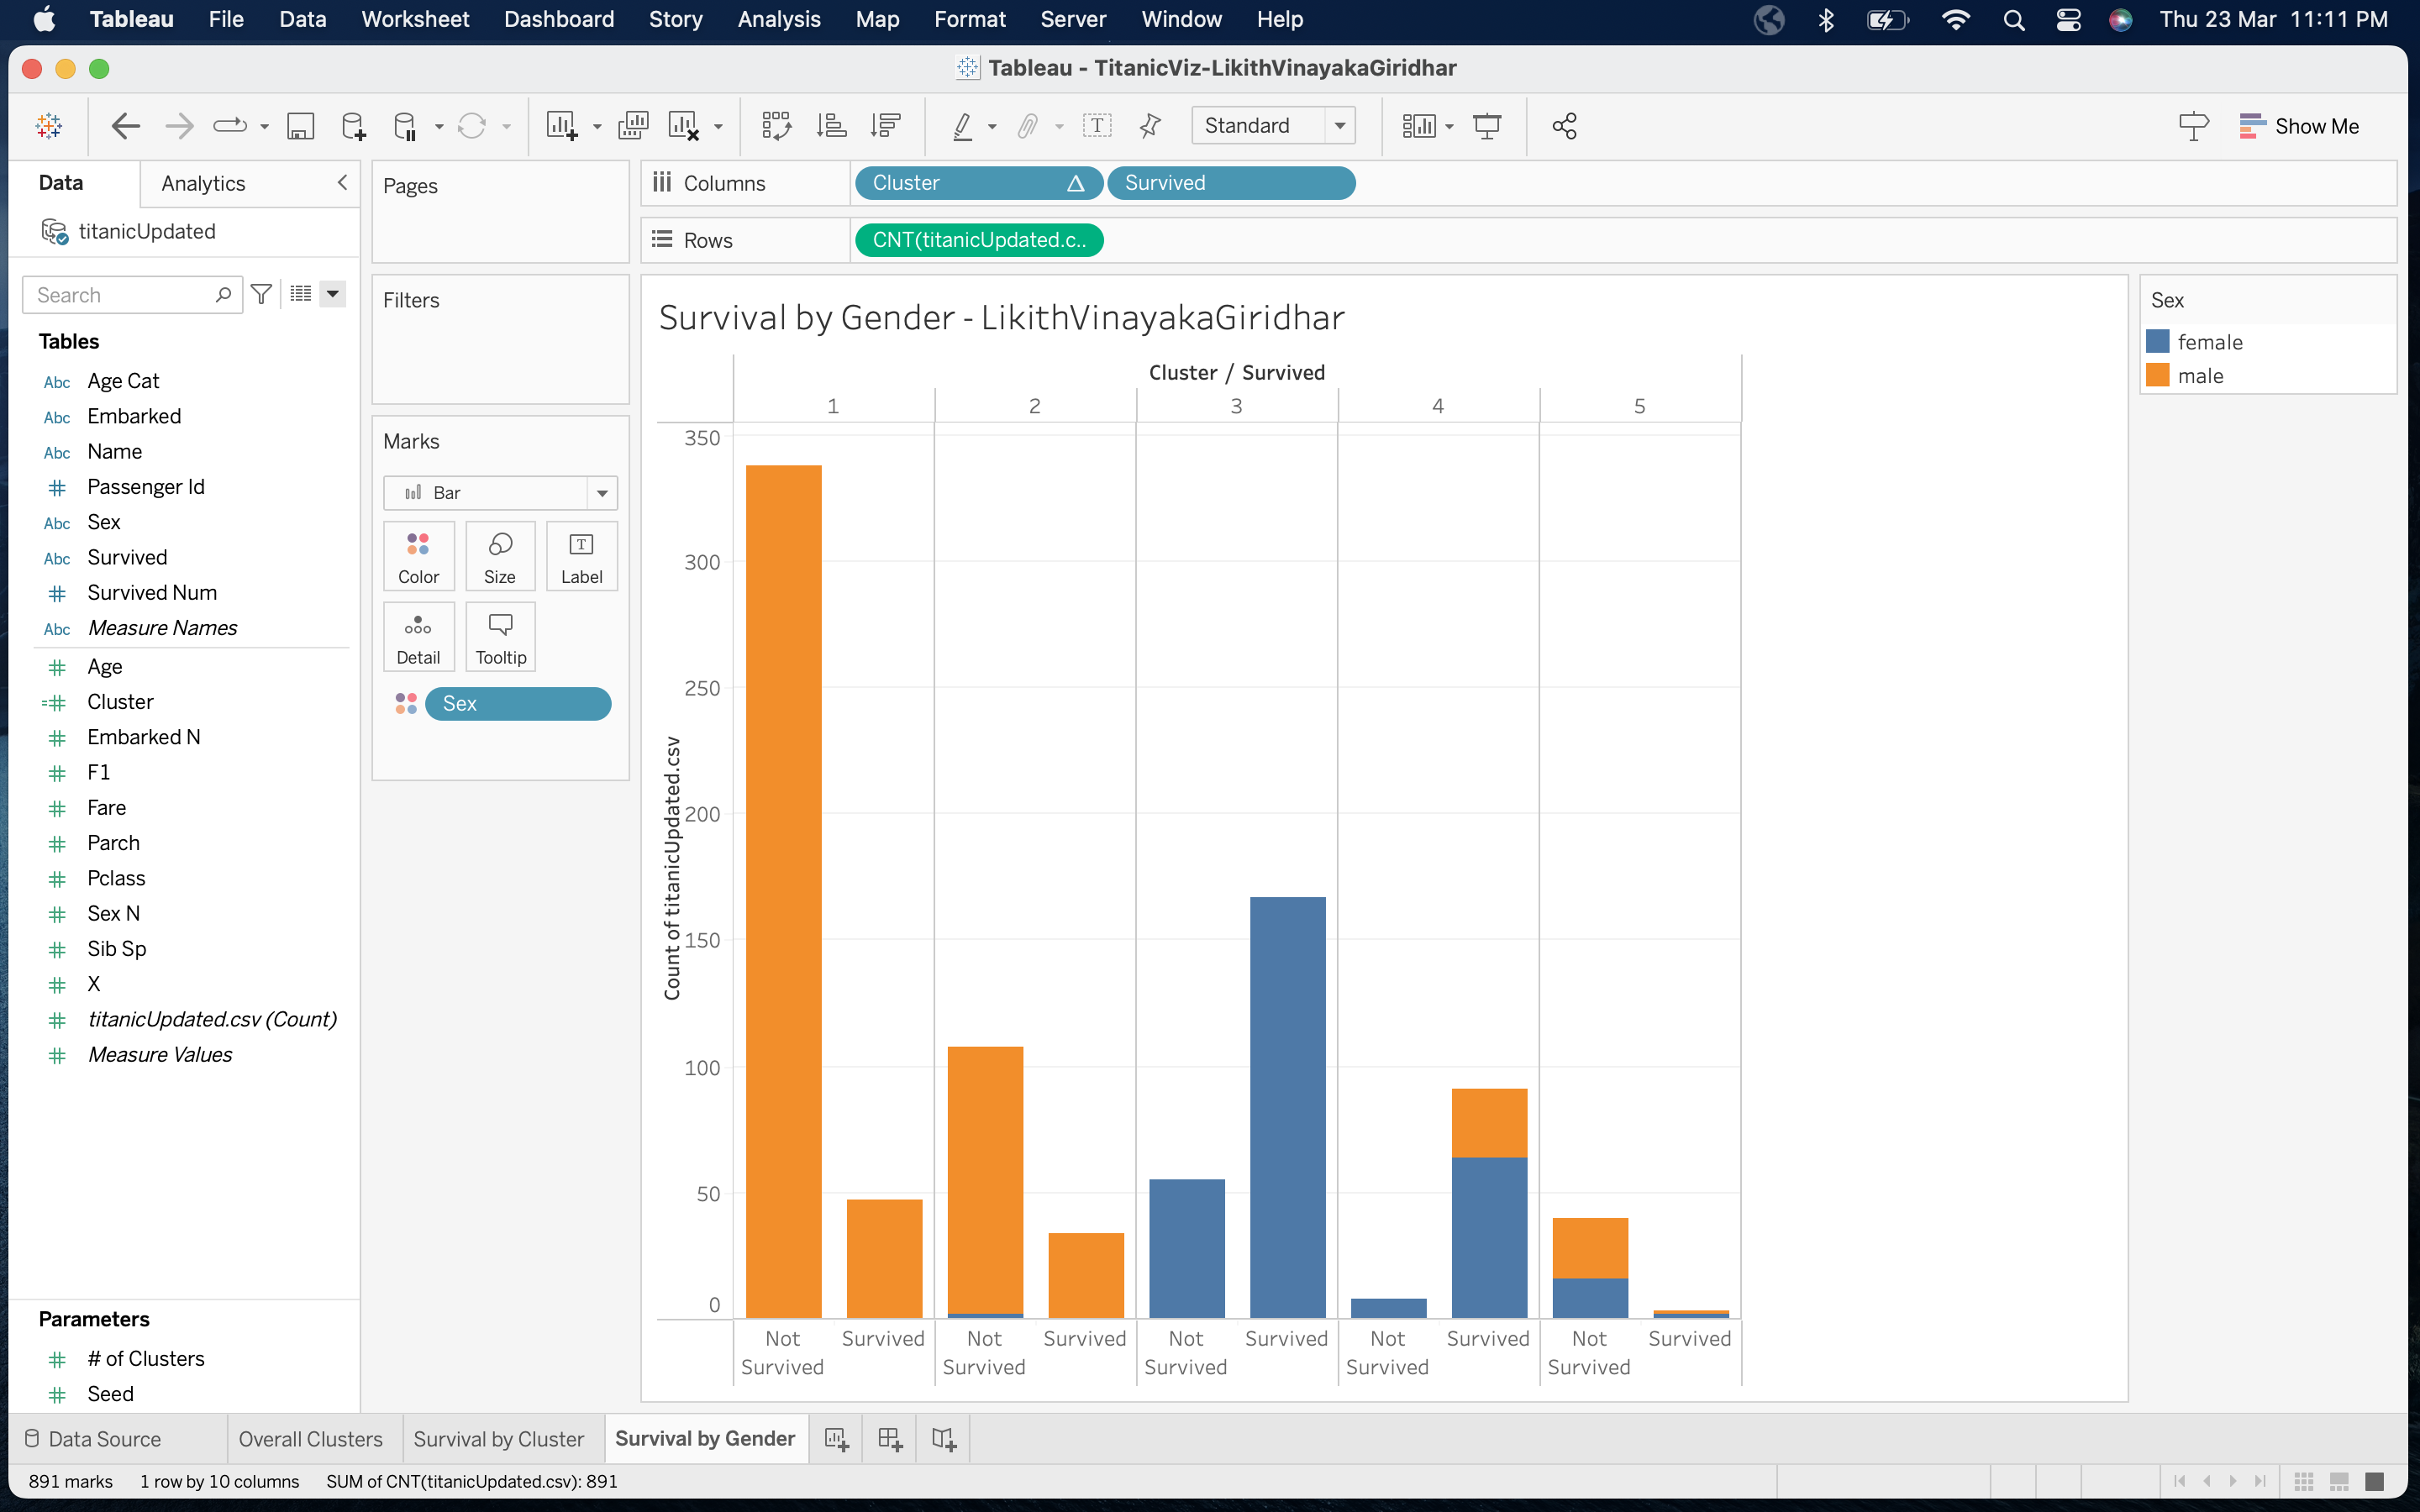 Tableau File Data Worksheet Dashboard Story Analysis Map Format Server Window Help Thu 23 Mar 11:11 PM
Tableau - TitanicViz-LikithVinayakaGiridhar
Standard
Show Me
Data Analytics
titanicUpdated
Search
Tables
Abc Age Cat
Abc Embarked
Abc Name
# Passenger Id
Abc Sex
Abc Survived
# Survived Num
Abc Measure Names
# Age
=# Cluster
# Embarked N
# F1
# Fare
# Parch
# Pclass
# Sex N
# Sib Sp
# X
# titanicUpdated.csv (Count)
# Measure Values
Parameters
# # of Clusters
# Seed
Pages
Filters
Marks
Bar
Color Size Label
Detail Tooltip
Sex
Columns Cluster Survived
Rows CNT(titanicUpdated.c..
Survival by Gender - LikithVinayakaGiridhar
Cluster / Survived
1 2 3 4 5
350
300
250
200
150
100
50
0
Count of titanicUpdated.csv
Not Survived Not Survived Not Survived Not Survived Not Survived
Survived Survived Survived Survived Survived
Sex
female
male
Data Source Overall Clusters Survival by Cluster Survival by Gender
891 marks 1 row by 10 columns SUM of CNT(titanicUpdated.csv): 891